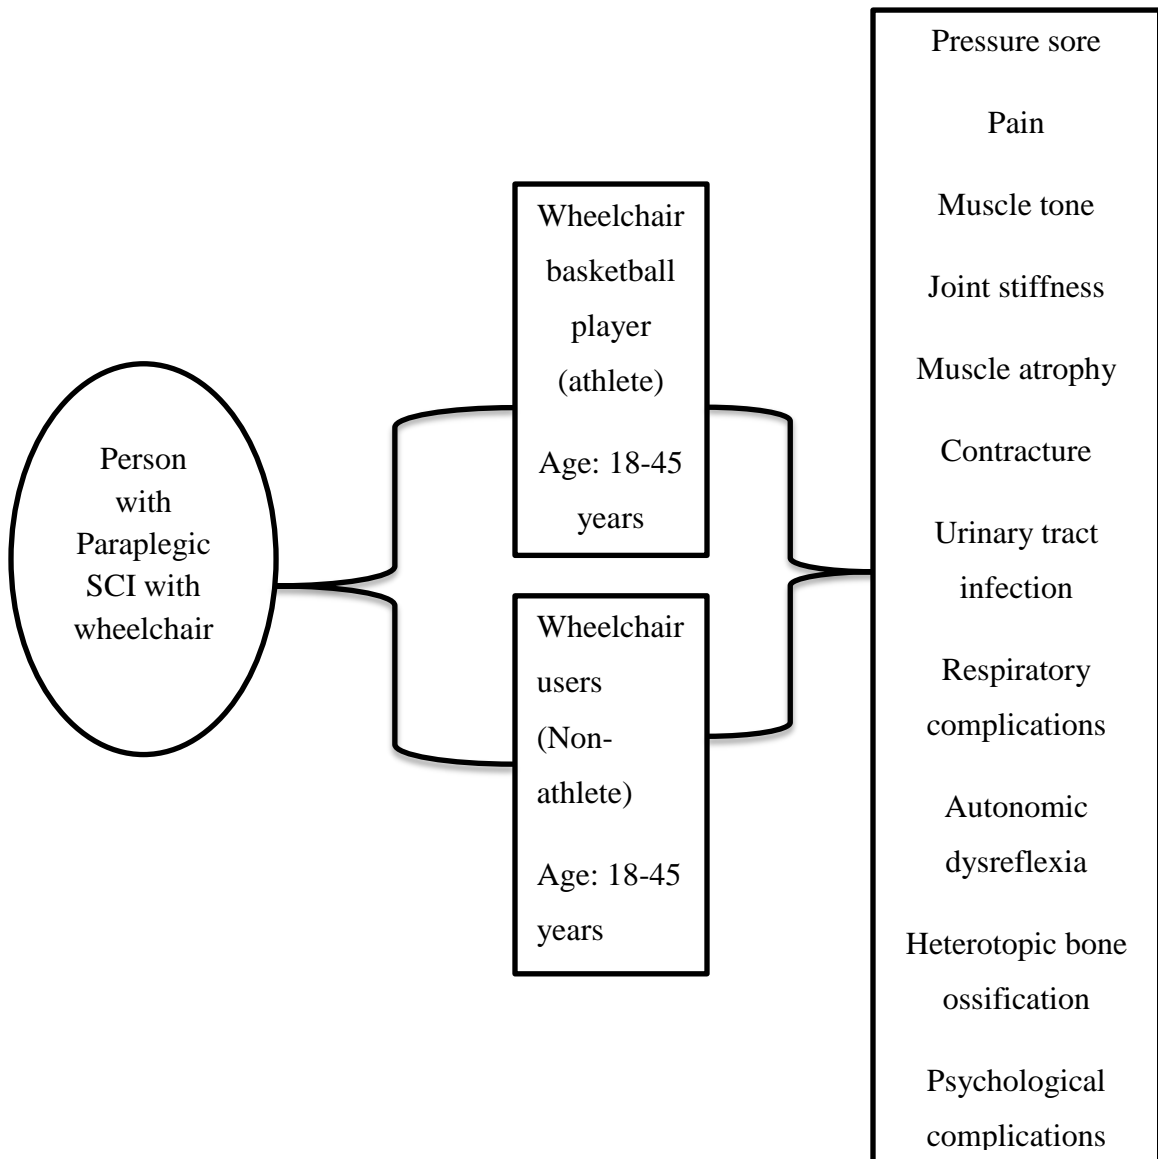 Person
with
Paraplegic
SCI with
wheelchair
Wheelchair
basketball
player
(athlete)
Age: 18-45
years
Wheelchair
users
(Non-
athlete)
Age: 18-45
years
Pressure sore
Pain
Muscle tone
Joint stiffness
Muscle atrophy
Contracture
Urinary tract
infection
Respiratory
complications
Autonomic
dysreflexia
Heterotopic bone
ossification
Psychological
complications